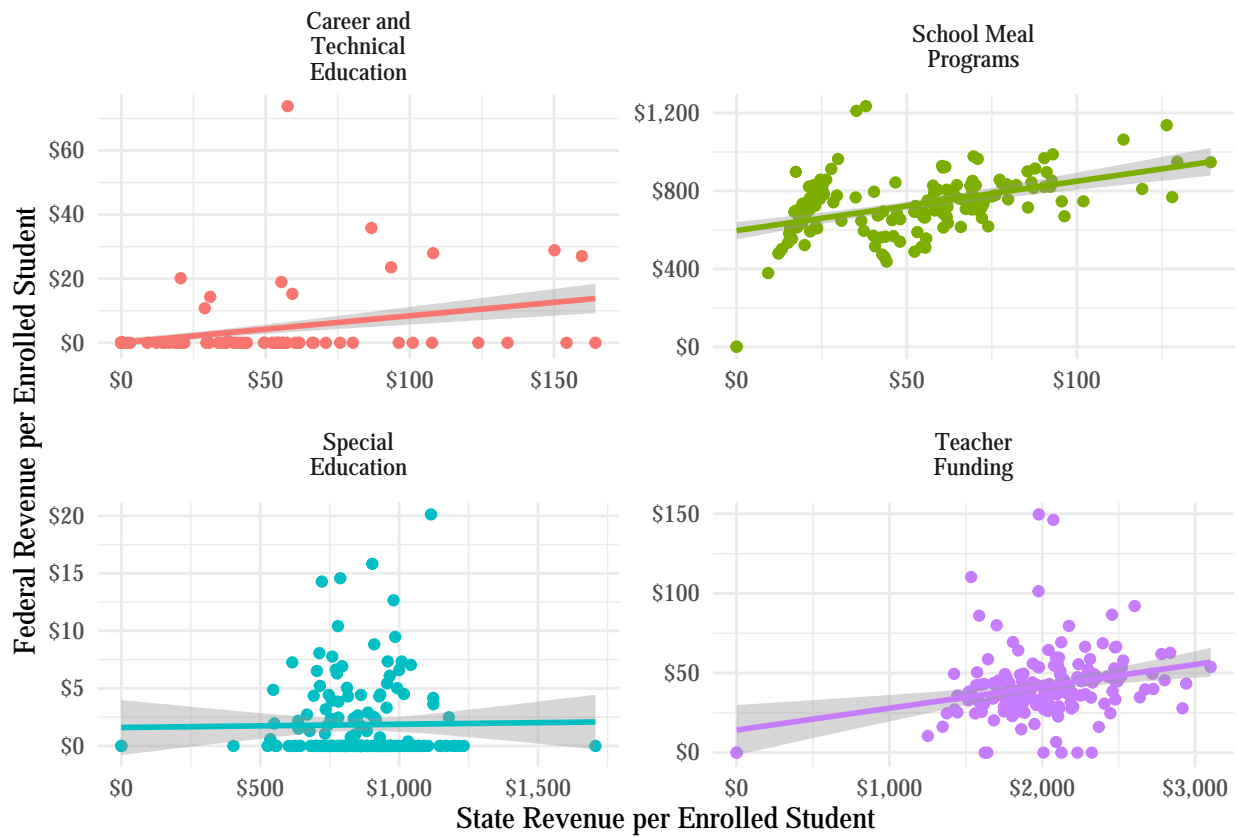 Career and
Technical
Education
School Meal
Programs
$60
$40
$20
$0
$0 $50 $100 $150
$1,200
$800
$400
$0
$0 $50 $100
Special
Education
Teacher
Funding
$20
$15
$10
$5
$0
$0 $500 $1,000 $1,500
$150
$100
$50
$0
$0 $1,000 $2,000 $3,000
Federal Revenue per Enrolled Student
State Revenue per Enrolled Student